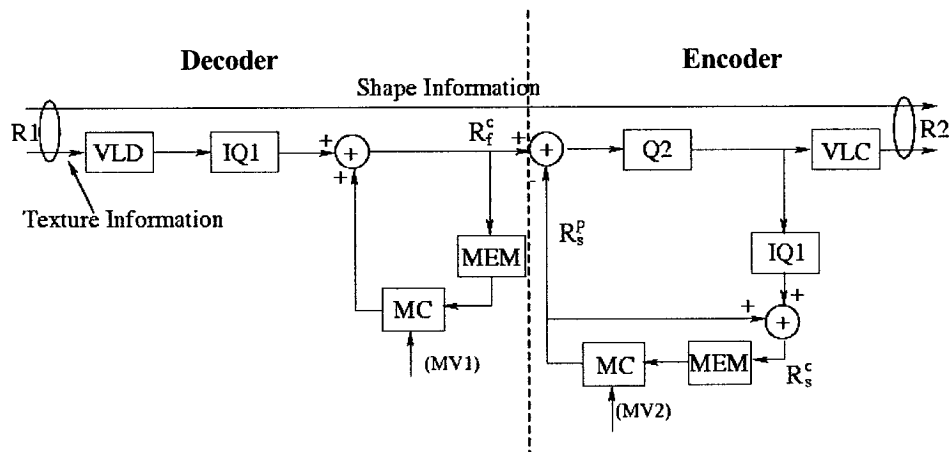 Decoder
Encoder
Shape Information
R1
VLD
IQ1
+
+
+
R_f^c
+
-
+
Q2
VLC
R2
Texture Information
MEM
MC
(MV1)
R_s^p
IQ1
+
+
+
MC
MEM
R_s^c
(MV2)